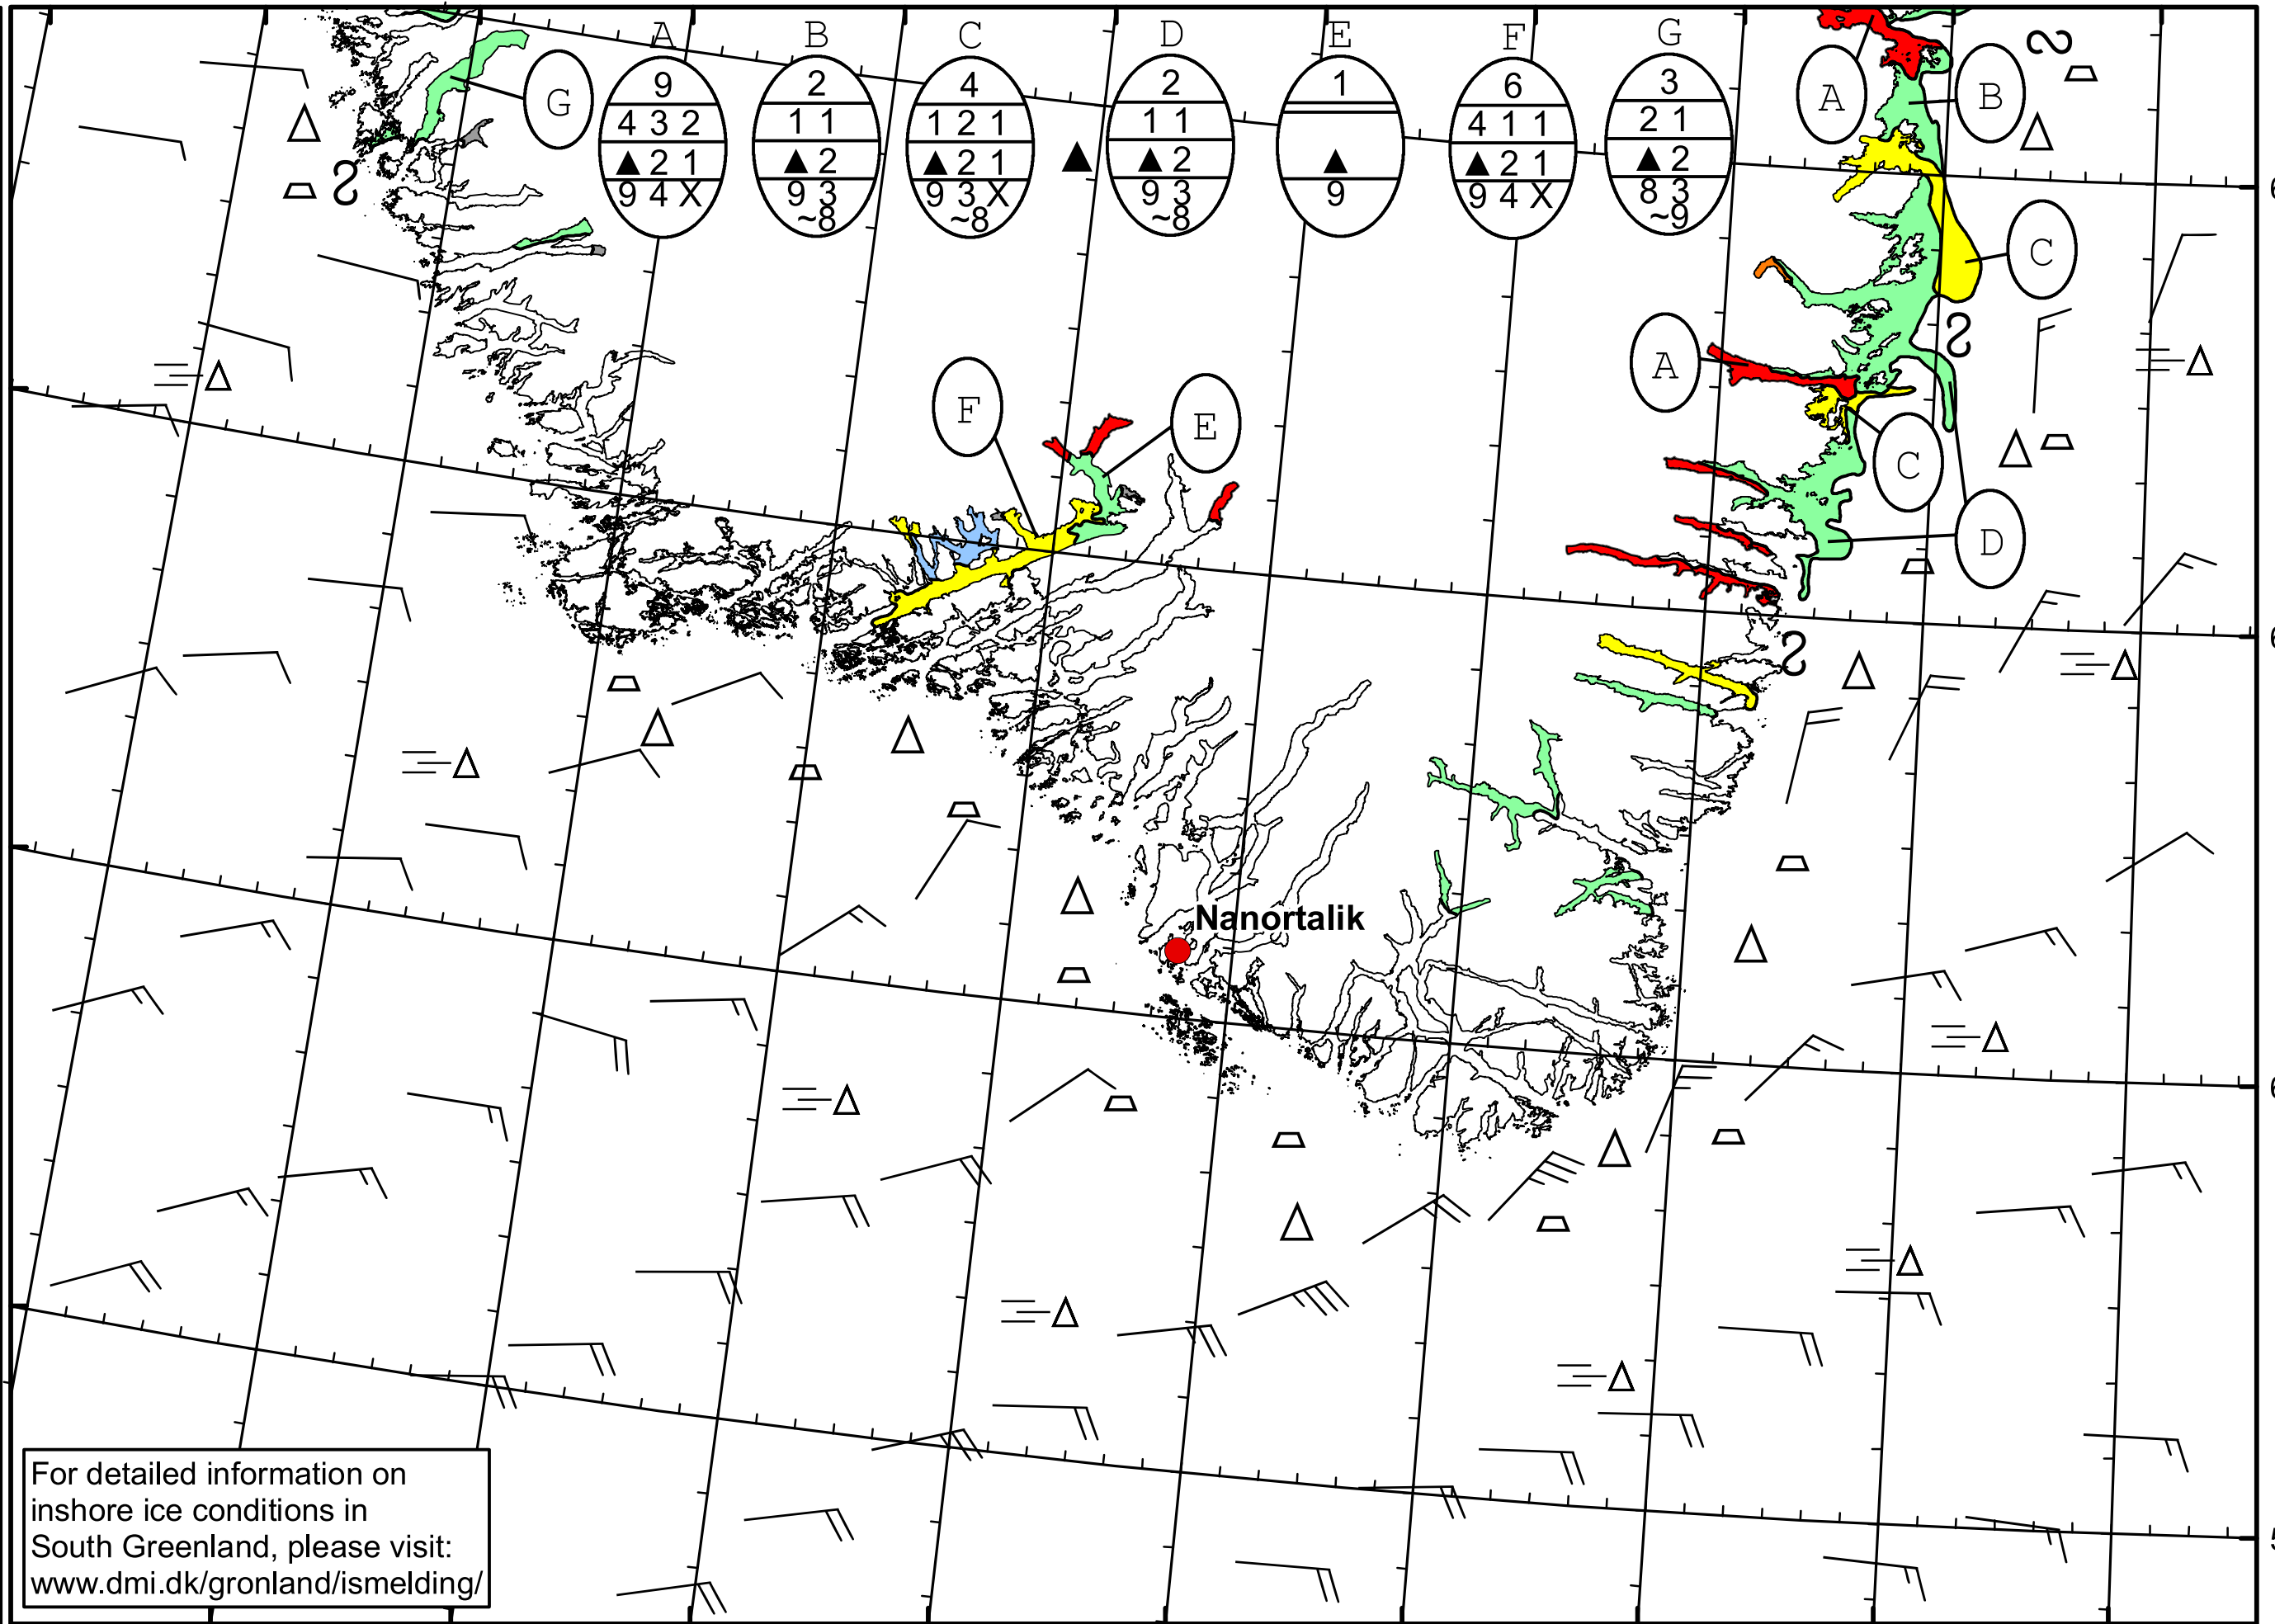 A B C D E F G
9
4 3 2
▲ 2 1
9 4 X
2
1 1
▲ 2
9 3
~8
4
1 2 1
▲ 2 1
9 3 X
~8
2
1 1
▲ 2
9 3
~8
1
▲
9
6
4 1 1
▲ 2 1
9 4 X
3
2 1
▲ 2
8 3
~9
G
A
B
C
A
F
E
C
D
Nanortalik
For detailed information on
inshore ice conditions in
South Greenland, please visit:
www.dmi.dk/gronland/ismelding/